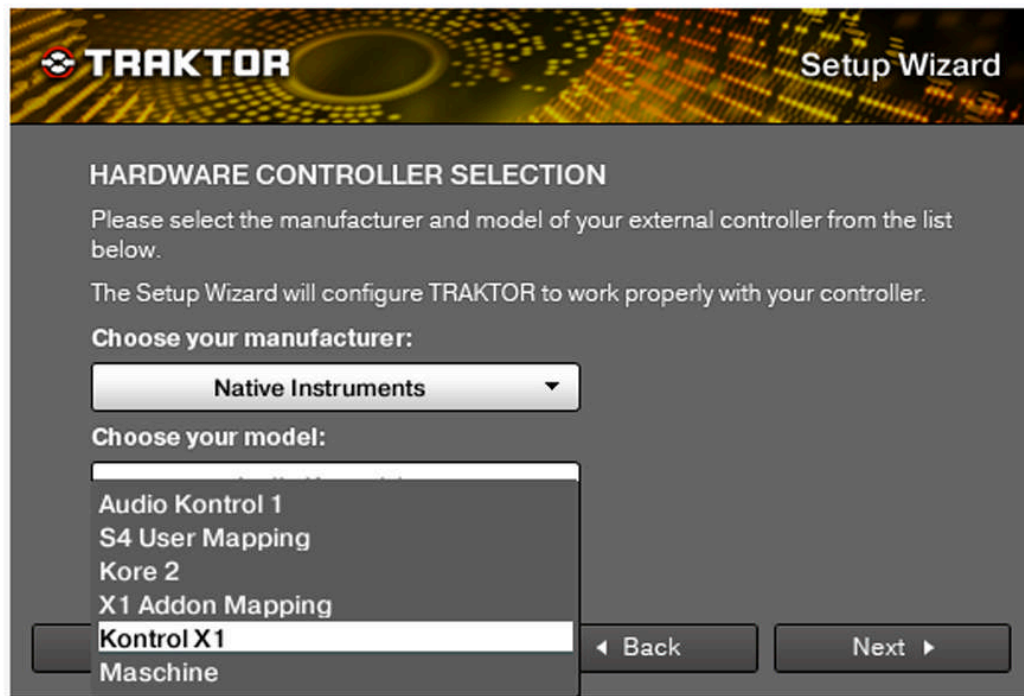 TRAKTOR
Setup Wizard
HARDWARE CONTROLLER SELECTION
Please select the manufacturer and model of your external controller from the list
below.
The Setup Wizard will configure TRAKTOR to work properly with your controller.
Choose your manufacturer:
Native Instruments
Choose your model:
Audio Kontrol 1
S4 User Mapping
Kore 2
X1 Addon Mapping
Kontrol X1
Maschine
Back
Next